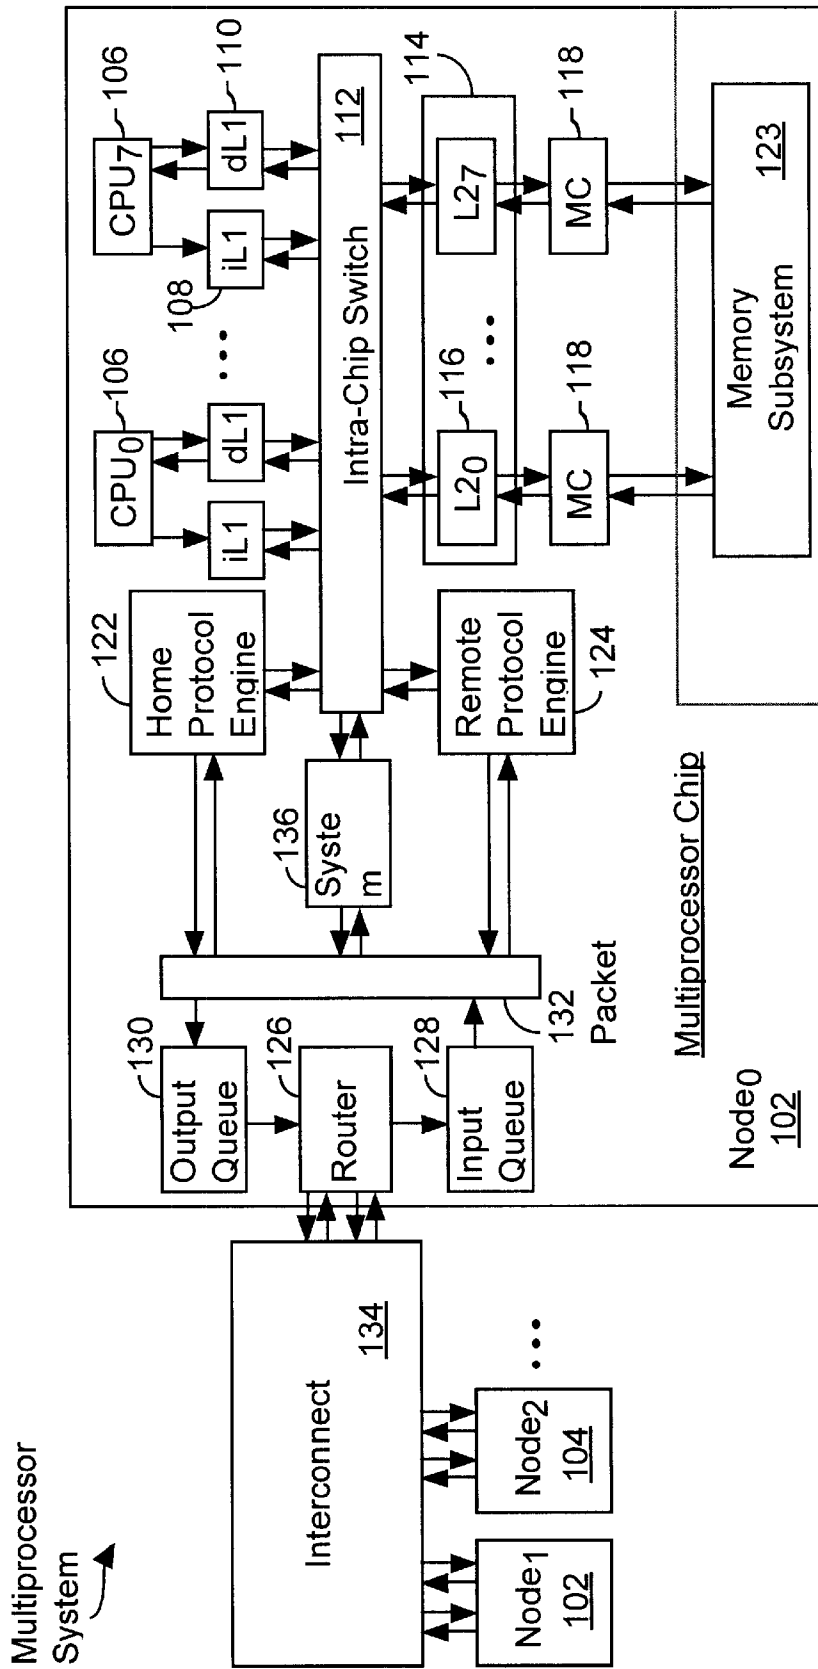 Multiprocessor
System
106
CPU0
106
CPU7
110
iL1
dL1
108
iL1
dL1
122
Home
Protocol
Engine
112
Intra-Chip Switch
130
Output
Queue
136
Syste
m
126
Router
Interconnect
134
128
Input
Queue
132
Packet
Remote
Protocol
Engine
124
114
116
L20
L27
118
MC
118
MC
Node1
102
Node2
104
Multiprocessor Chip
Node0
102
Memory
Subsystem
123